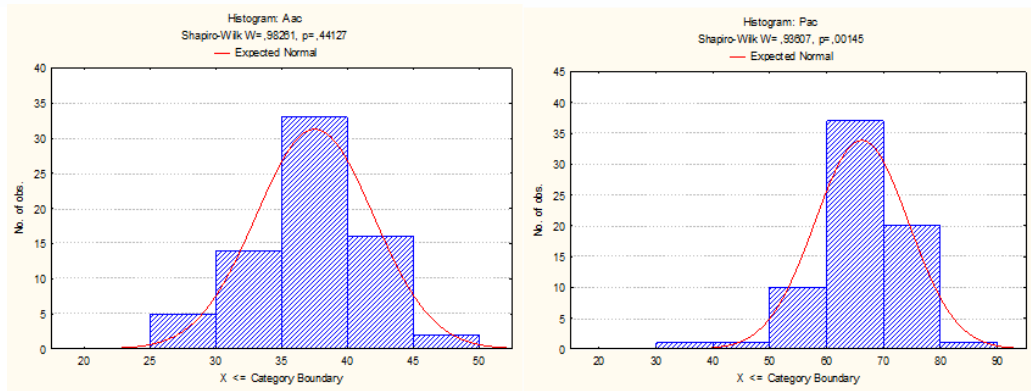 Histogram: Aac
Shapiro-Wilk W=,98261, p=,44127
Expected Normal
40
35
30
25
20
15
10
5
0
No. of obs.
20 25 30 35 40 45 50
X <= Category Boundary
Histogram: Pac
Shapiro-Wilk W=,93607, p=,00145
Expected Normal
45
40
35
30
25
20
15
10
5
0
No. of obs.
20 30 40 50 60 70 80 90
X <= Category Boundary